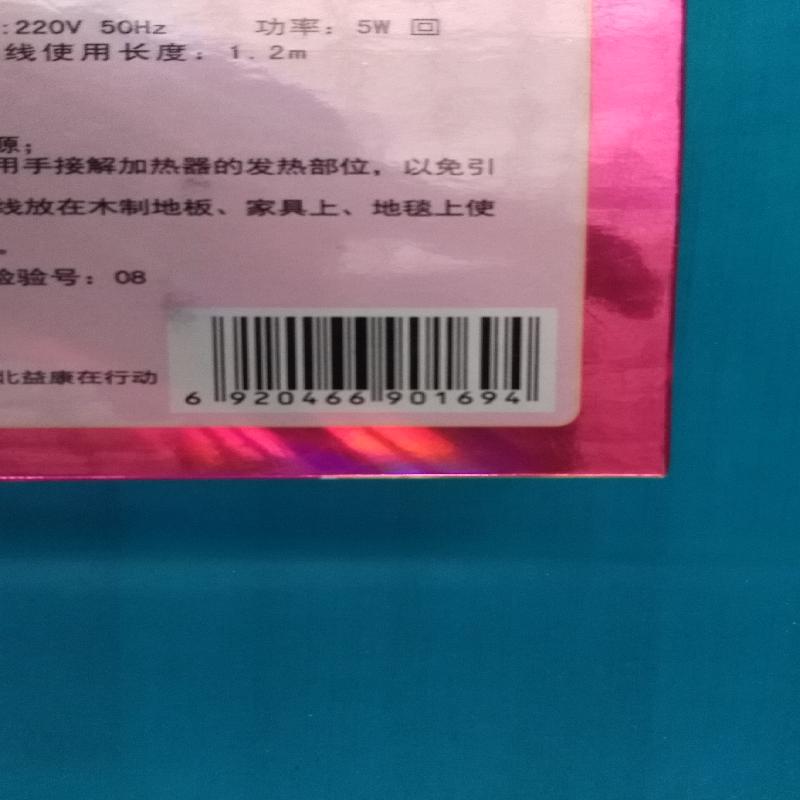 :220V 50Hz 功率：5W 回
线使用长度：1.2m
源；
用手接解加热器的发热部位，以免引
线放在木制地板、家具上、地毯上使
。
检验号：08
北益康在行动
6 920466 901694